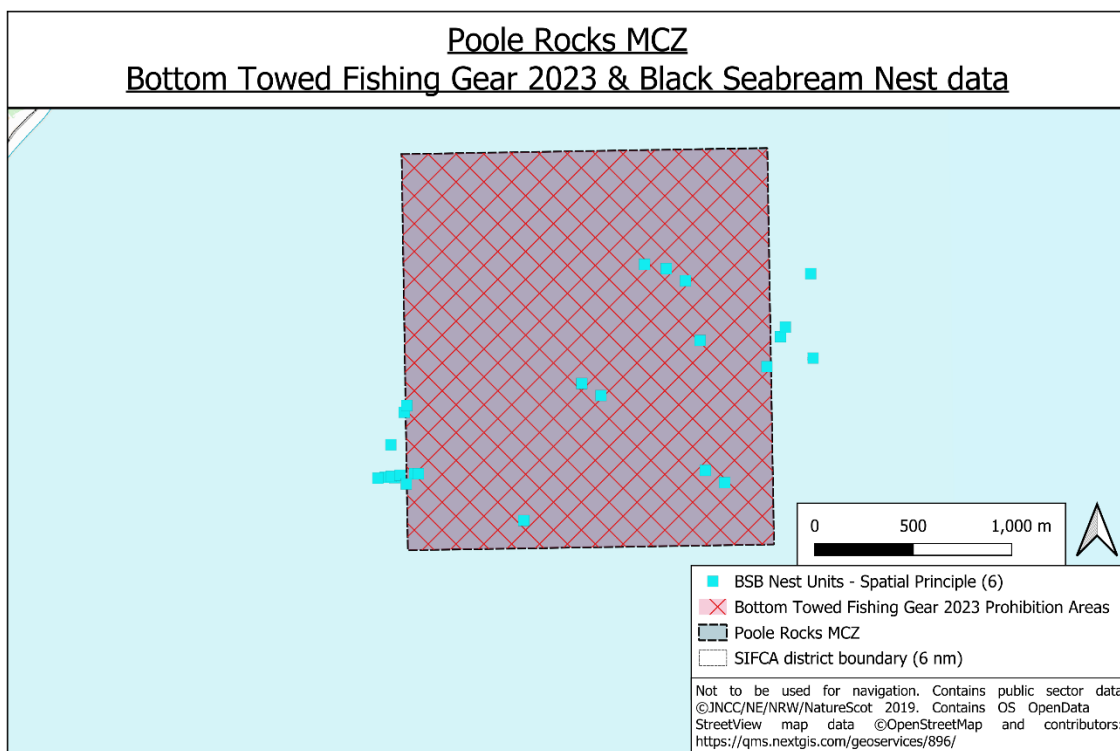 Poole Rocks MCZ
Bottom Towed Fishing Gear 2023 & Black Seabream Nest data
0 500 1,000 m
BSB Nest Units - Spatial Principle (6)
Bottom Towed Fishing Gear 2023 Prohibition Areas
Poole Rocks MCZ
SIFCA district boundary (6 nm)
Not to be used for navigation. Contains public sector data
©JNCC/NE/NRW/NatureScot 2019. Contains OS OpenData
StreetView map data ©OpenStreetMap and contributors:
https://qms.nextgis.com/geoservices/896/